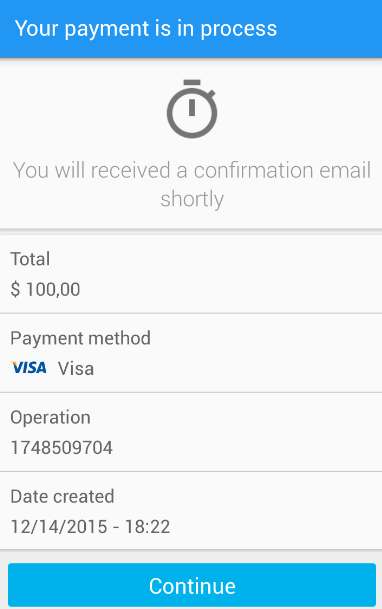 Your payment is in process
You will received a confirmation email
shortly
Total
$ 100,00
Payment method
VISA Visa
Operation
1748509704
Date created
12/14/2015 - 18:22
Continue